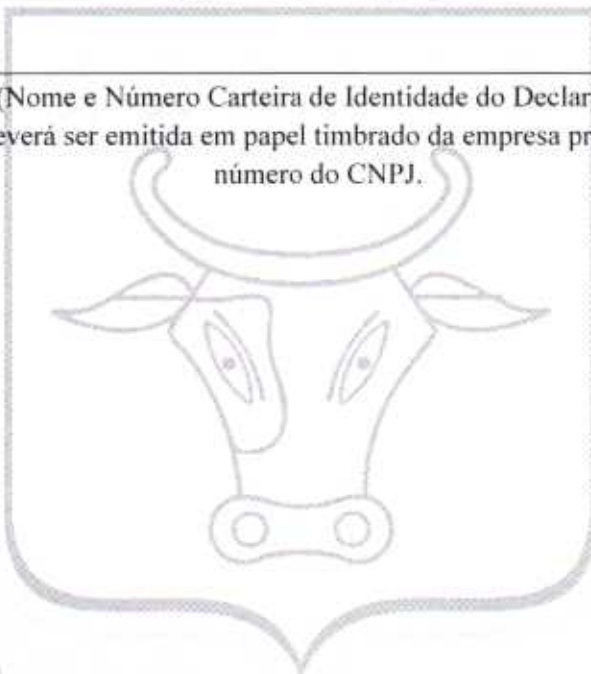 (Nome e Número Carteira de Identidade do Declar
everá ser emitida em papel timbrado da empresa pr
número do CNPJ.